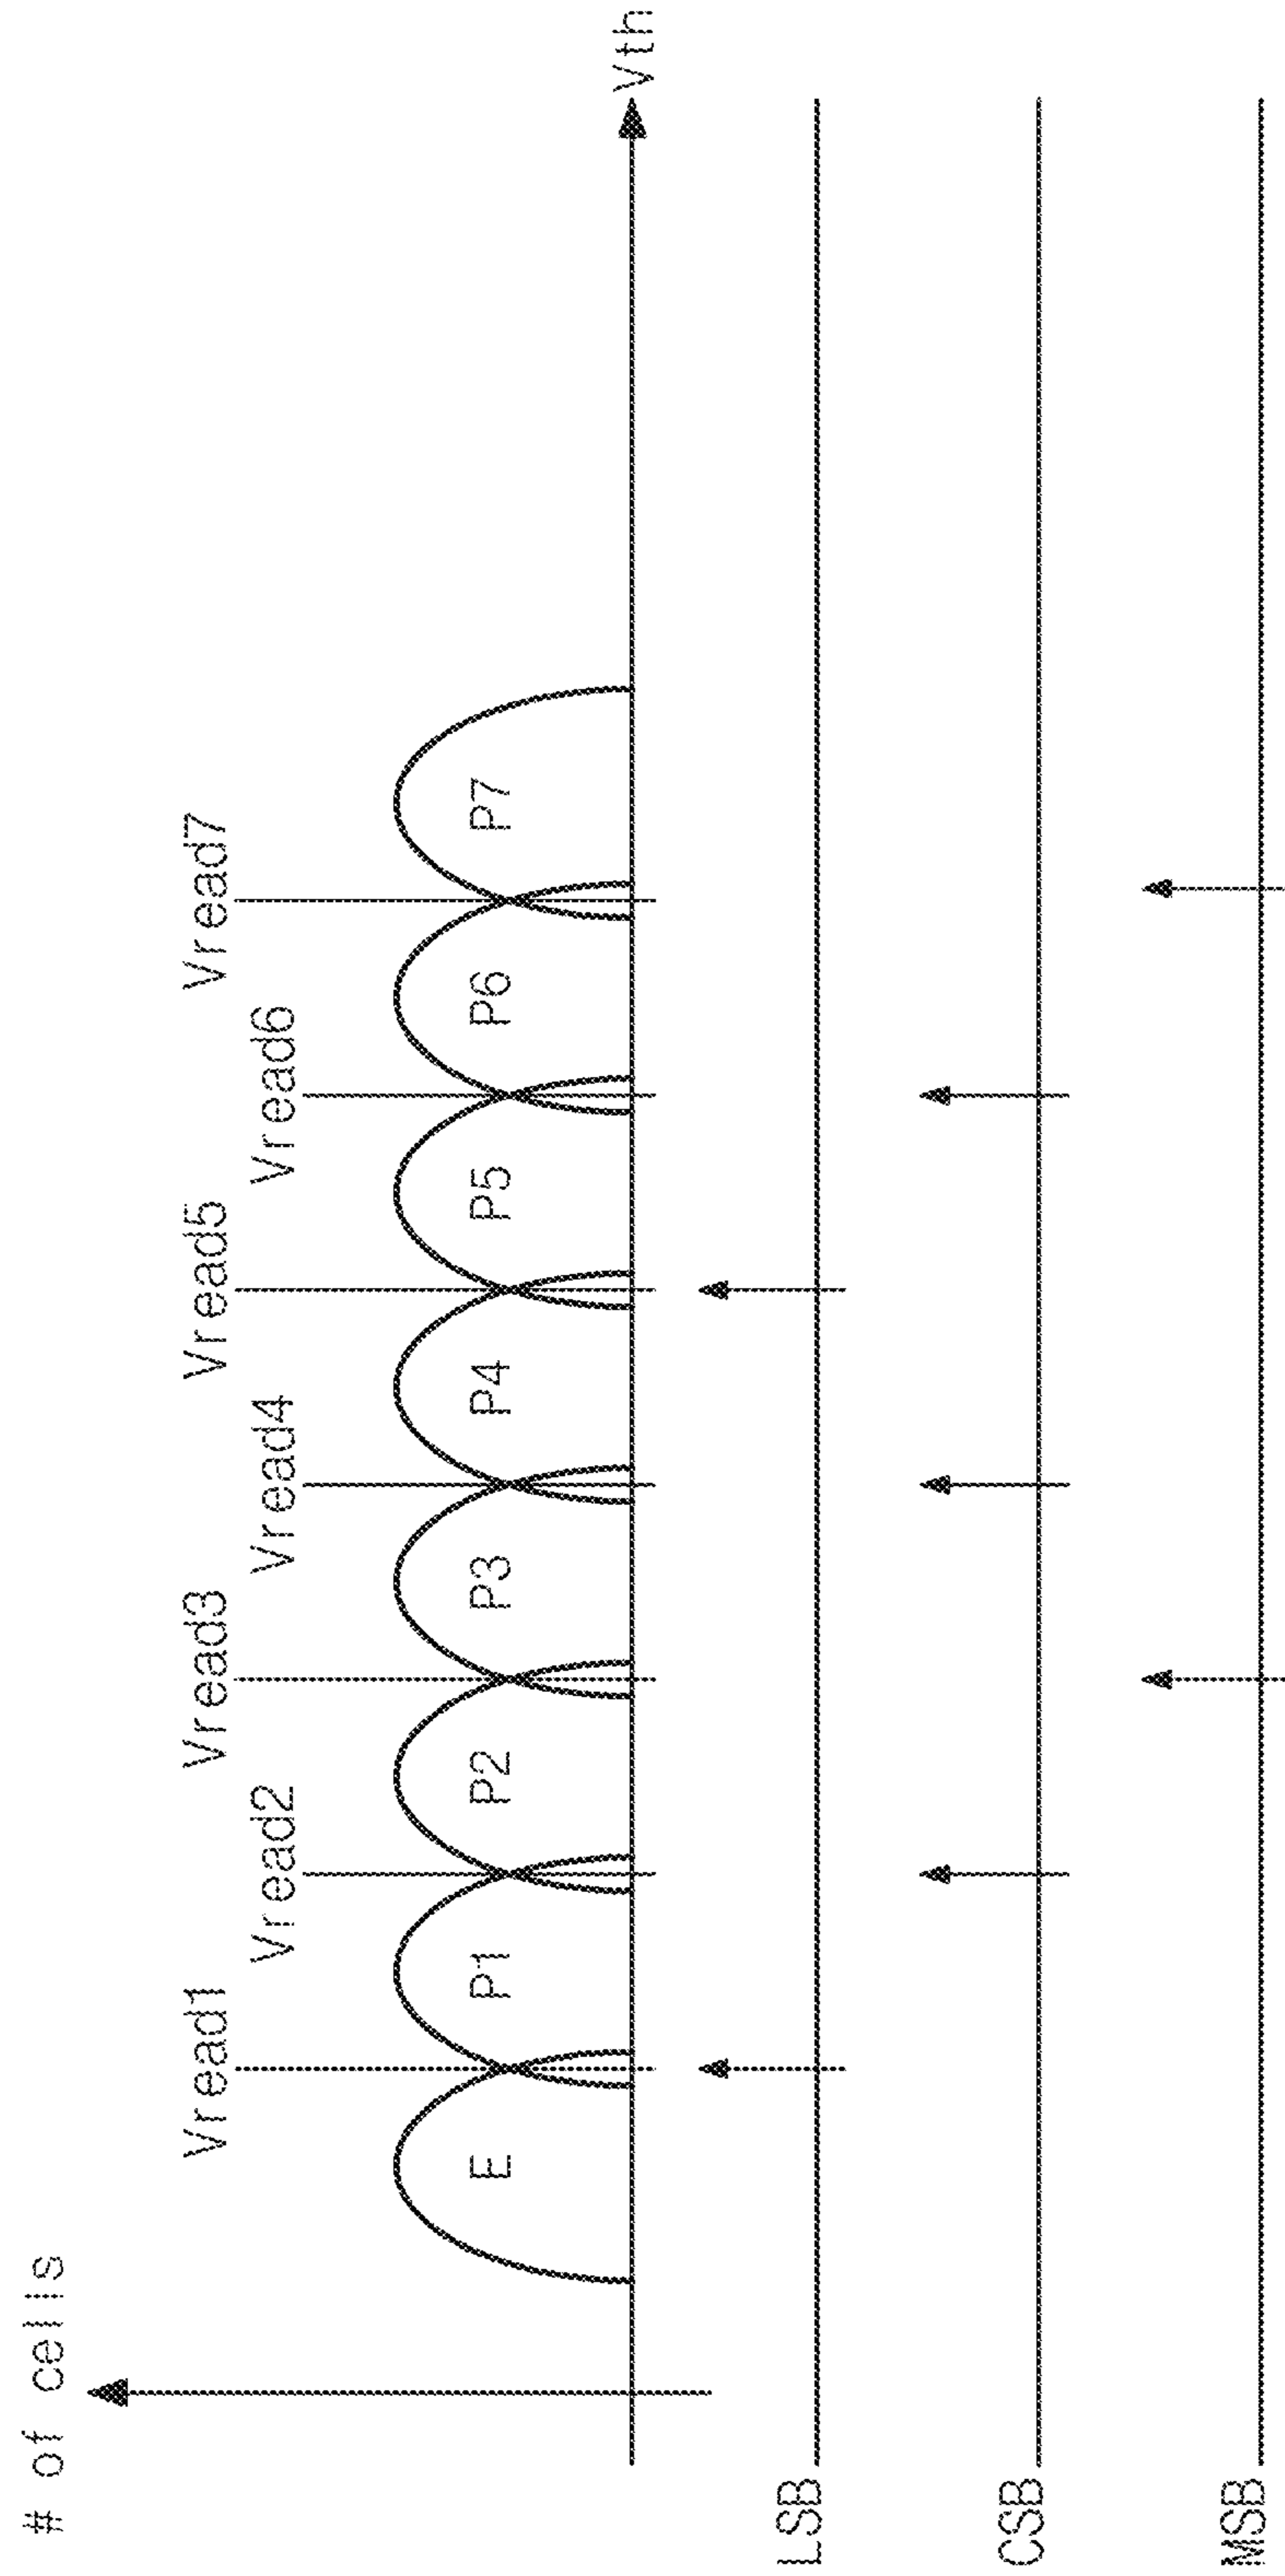 # of cells
Vread1
Vread2
Vread3
Vread4
Vread5
Vread6
Vread7
E
P1
P2
P3
P4
P5
P6
P7
Vth
LSB
CSB
MSB